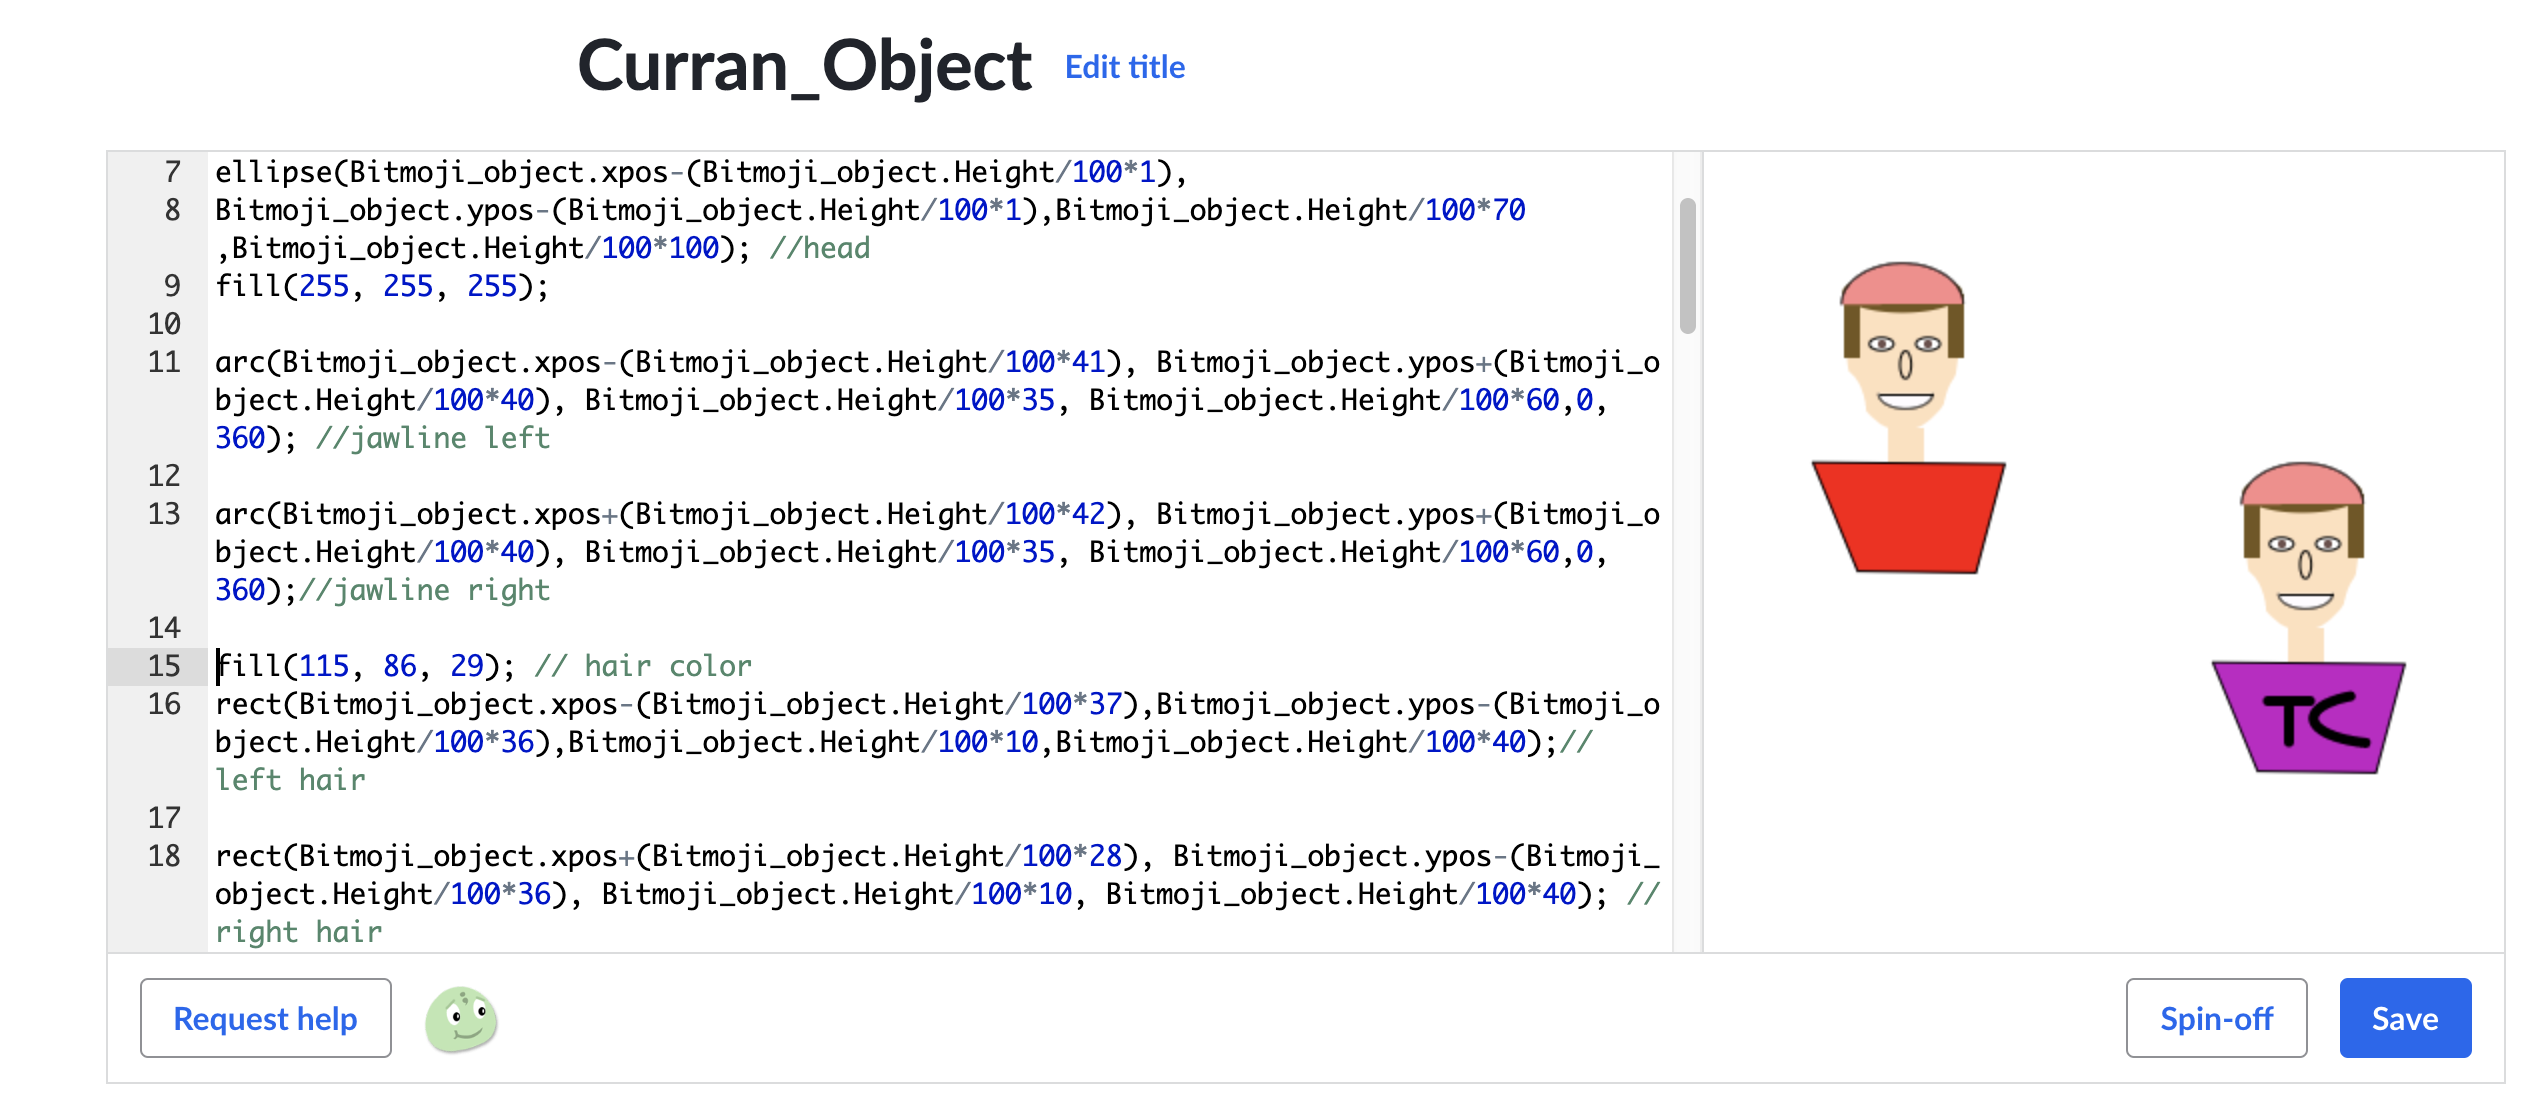 Curran_Object Edit title
7 ellipse(Bitmoji_object.xpos-(Bitmoji_object.Height/100*1),
8 Bitmoji_object.ypos-(Bitmoji_object.Height/100*1),Bitmoji_object.Height/100*70
,Bitmoji_object.Height/100*100); //head
9 fill(255, 255, 255);
10
11 arc(Bitmoji_object.xpos-(Bitmoji_object.Height/100*41), Bitmoji_object.ypos+(Bitmoji_o
bject.Height/100*40), Bitmoji_object.Height/100*35, Bitmoji_object.Height/100*60,0,
360); //jawline left
12
13 arc(Bitmoji_object.xpos+(Bitmoji_object.Height/100*42), Bitmoji_object.ypos+(Bitmoji_o
bject.Height/100*40), Bitmoji_object.Height/100*35, Bitmoji_object.Height/100*60,0,
360);//jawline right
14
15 fill(115, 86, 29); // hair color
16 rect(Bitmoji_object.xpos-(Bitmoji_object.Height/100*37),Bitmoji_object.ypos-(Bitmoji_o
bject.Height/100*36),Bitmoji_object.Height/100*10,Bitmoji_object.Height/100*40);//
left hair
17
18 rect(Bitmoji_object.xpos+(Bitmoji_object.Height/100*28), Bitmoji_object.ypos-(Bitmoji_
object.Height/100*36), Bitmoji_object.Height/100*10, Bitmoji_object.Height/100*40); //
right hair
TC
Request help
Spin-off
Save